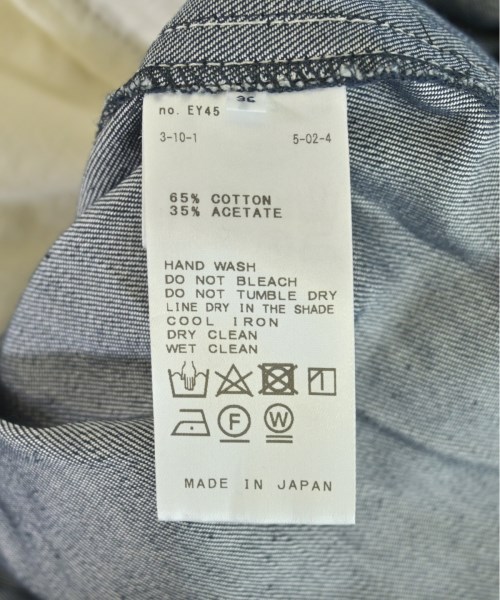 no. EY45
3-10-1 5-02-4
65% COTTON
35% ACETATE
HAND WASH
DO NOT BLEACH
DO NOT TUMBLE DRY
LINE DRY IN THE SHADE
COOL IRON
DRY CLEAN
WET CLEAN
F W
MADE IN JAPAN